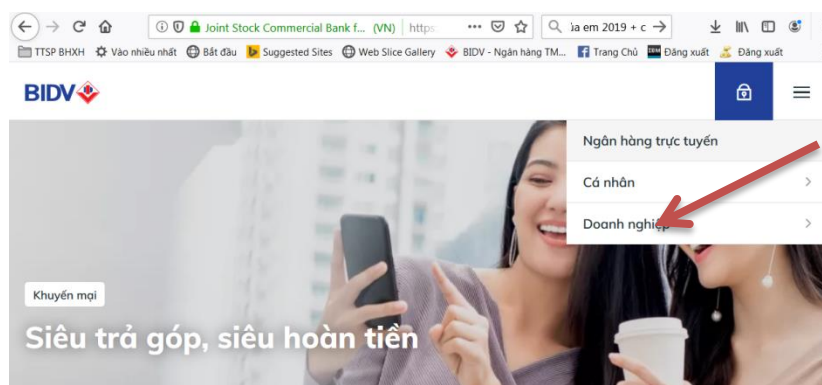 Joint Stock Commercial Bank f... (VN) https
ia em 2019 + c
TTSP BHXH Vào nhiều nhất Bắt đầu Suggested Sites Web Slice Gallery BIDV - Ngân hàng TM... Trang Chủ Đăng xuất Đăng xuất
BIDV
Ngân hàng trực tuyến
Cá nhân
Doanh nghiệp
Khuyến mại
Siêu trả góp, siêu hoàn tiền